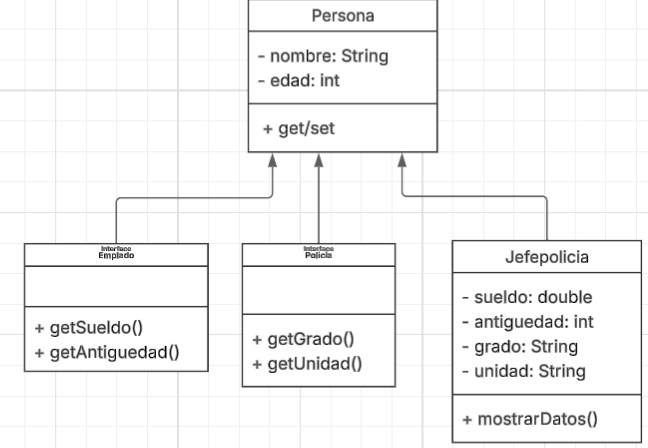 Persona
- nombre: String
- edad: int
+ get/set
Interface
Emplado
+ getSueldo()
+ getAntiguedad()
Interface
Policia
+ getGrado()
+ getUnidad()
Jefepolicia
- sueldo: double
- antiguedad: int
- grado: String
- unidad: String
+ mostrarDatos()